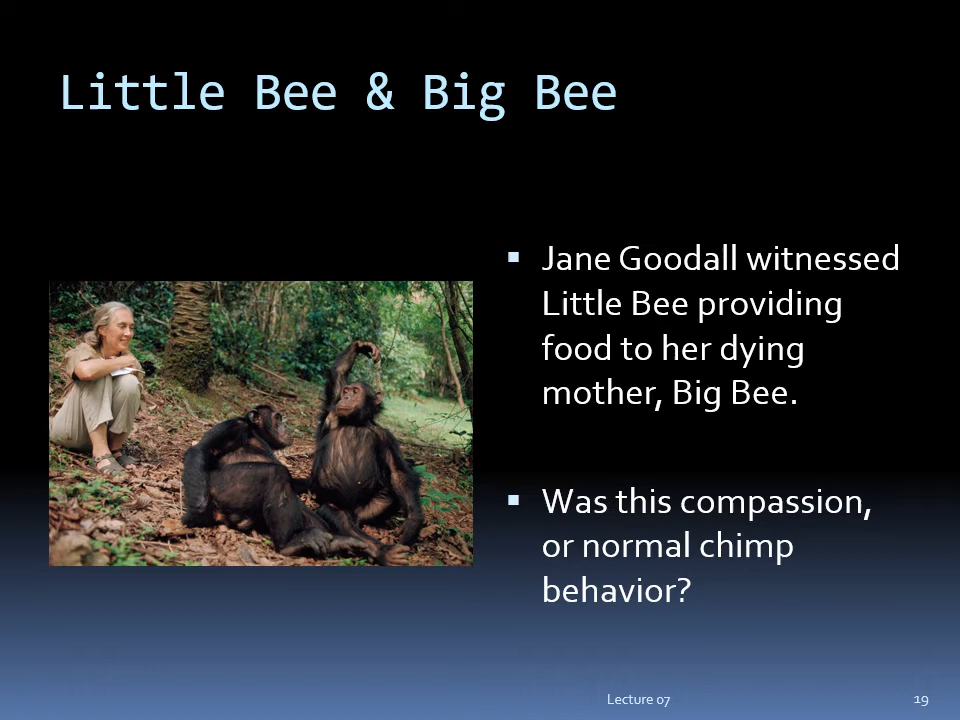 Little Bee & Big Bee
▪ Jane Goodall witnessed
Little Bee providing
food to her dying
mother, Big Bee.
▪ Was this compassion,
or normal chimp
behavior?
Lecture 07
19